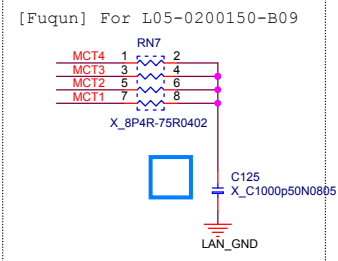 [Fuqun] For L05-0200150-B09
RN7
MCT4 1 2
MCT3 3 4
MCT2 5 6
MCT1 7 8
X_8P4R-75R0402
C125
X_C1000p50N0805
LAN_GND